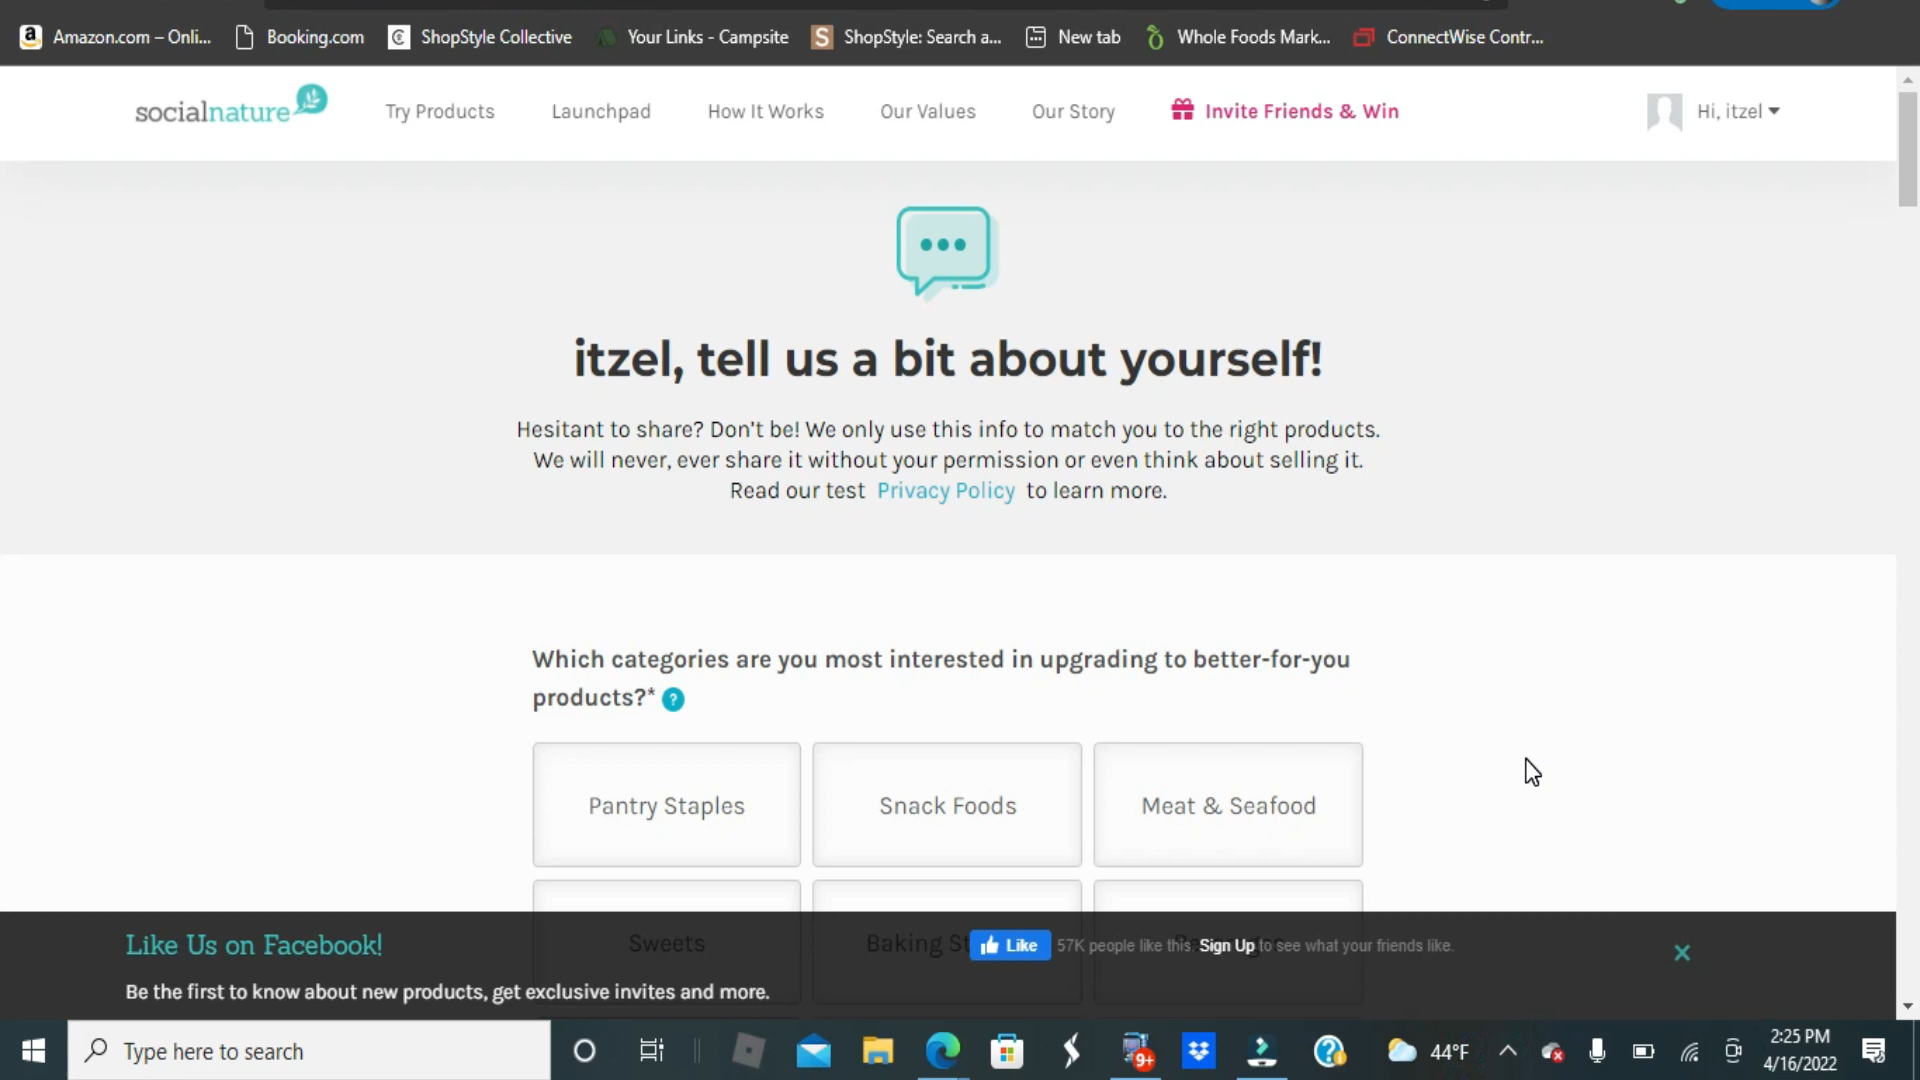 Amazon.com – Onli... Booking.com ShopStyle Collective Your Links - Campsite ShopStyle: Search a... New tab Whole Foods Mark... ConnectWise Contr...
socialnature Try Products Launchpad How It Works Our Values Our Story Invite Friends & Win Hi, itzel
itzel, tell us a bit about yourself!
Hesitant to share? Don't be! We only use this info to match you to the right products.
We will never, ever share it without your permission or even think about selling it.
Read our test Privacy Policy to learn more.
Which categories are you most interested in upgrading to better-for-you
products?* ?
Pantry Staples Snack Foods Meat & Seafood
Sweets Baking
Like Us on Facebook! Like 57K people like this. Sign Up to see what your friends like.
Be the first to know about new products, get exclusive invites and more.
Type here to search 9+ 44°F 2:25 PM
4/16/2022